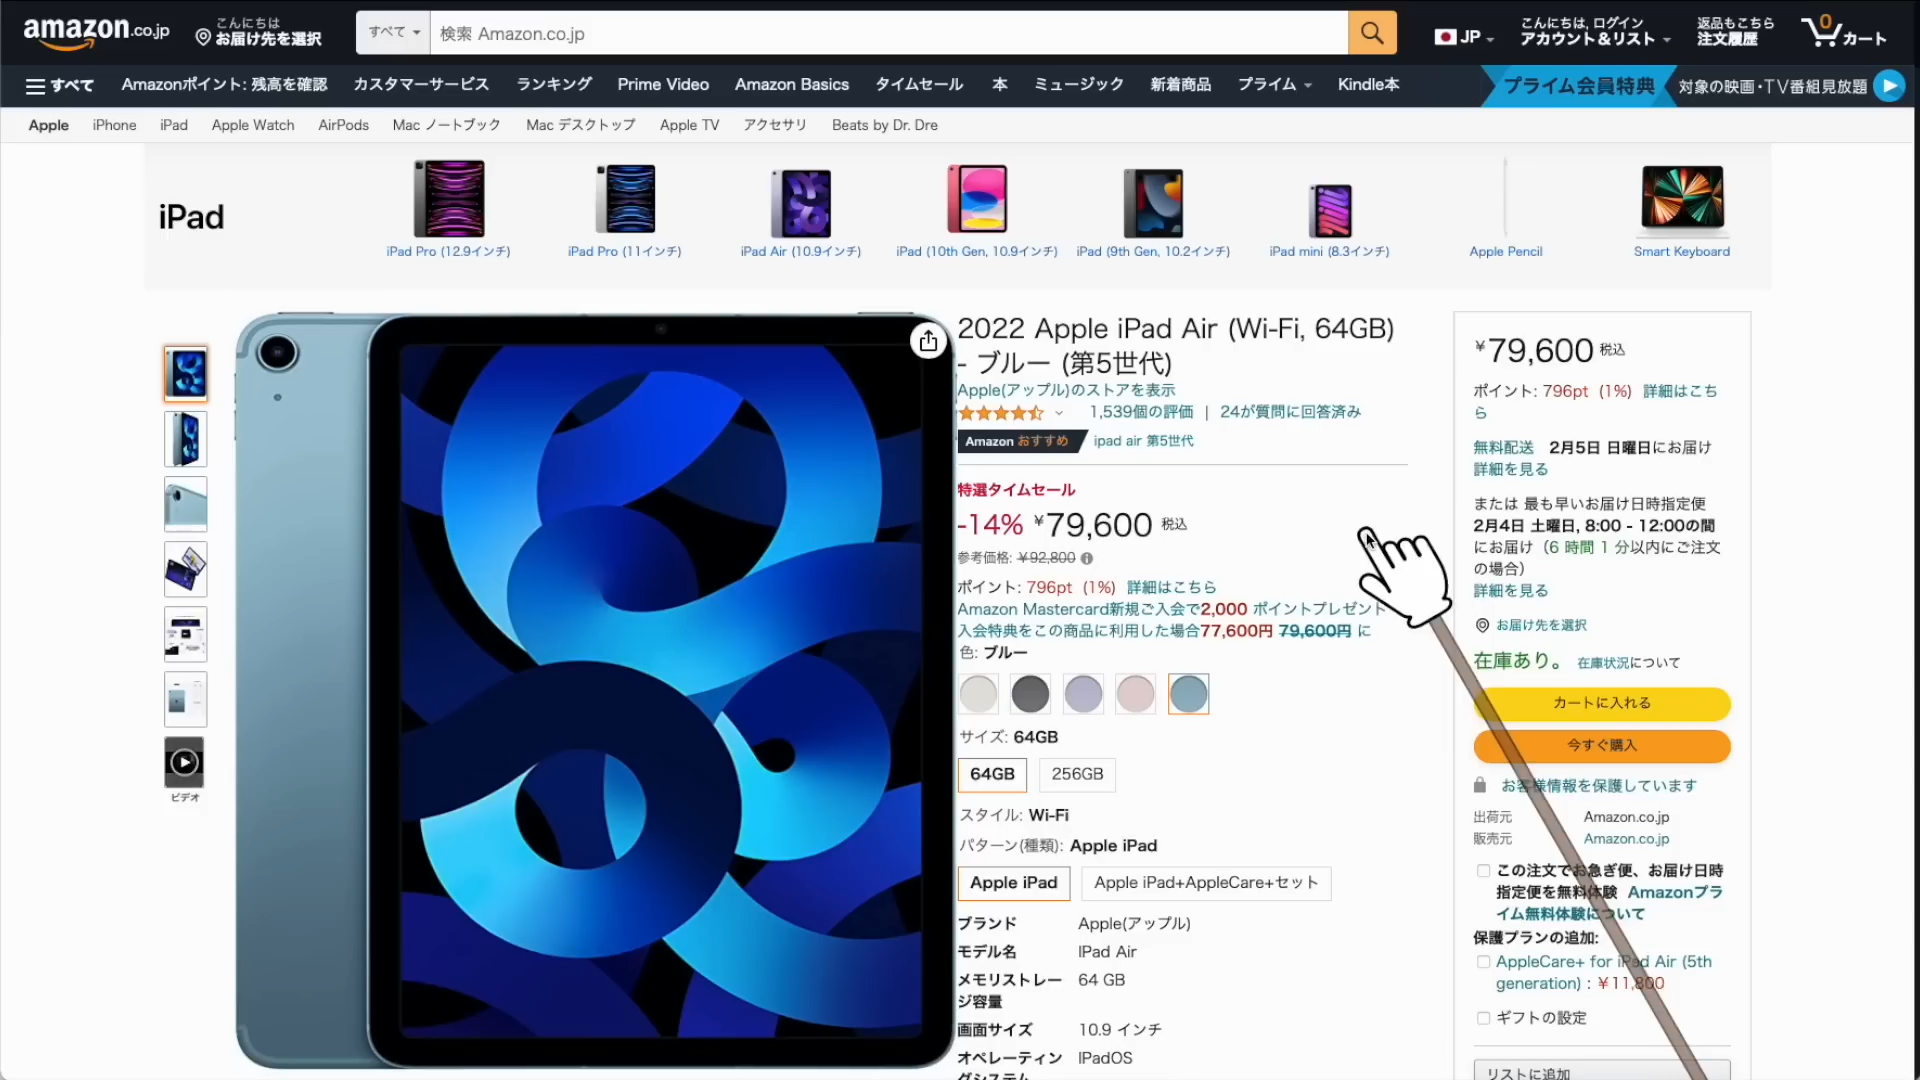 amazon.co.jp
こんにちは
お届け先を選択
すべて
検索 Amazon.co.jp
JP
こんにちは, ログイン
アカウント&リスト
返品もこちら
注文履歴
0
カート
すべて
Amazonポイント: 残高を確認
カスタマーサービス
ランキング
Prime Video
Amazon Basics
タイムセール
本
ミュージック
新着商品
プライム
Kindle本
プライム会員特典
対象の映画・TV番組見放題
Apple
iPhone
iPad
Apple Watch
AirPods
Mac ノートブック
Mac デスクトップ
Apple TV
アクセサリ
Beats by Dr. Dre
iPad
iPad Pro (12.9インチ)
iPad Pro (11インチ)
iPad Air (10.9インチ)
iPad (10th Gen, 10.9インチ)
iPad (9th Gen, 10.2インチ)
iPad mini (8.3インチ)
Apple Pencil
Smart Keyboard
ビデオ
2022 Apple iPad Air (Wi-Fi, 64GB)
- ブルー (第5世代)
Apple(アップル)のストアを表示
1,539個の評価 | 24が質問に回答済み
Amazon おすすめ ipad air 第5世代
特選タイムセール
-14% ¥79,600 税込
参考価格: ¥92,800
ポイント: 796pt (1%) 詳細はこちら
Amazon Mastercard新規ご入会で2,000 ポイントプレゼント
入会特典をこの商品に利用した場合77,600円 79,600円 に
色: ブルー
サイズ: 64GB
64GB
256GB
スタイル: Wi-Fi
パターン(種類): Apple iPad
Apple iPad
Apple iPad+AppleCare+セット
ブランド Apple(アップル)
モデル名 IPad Air
メモリストレー 64 GB
ジ容量
画面サイズ 10.9 インチ
オペレーティン IPadOS
グシステム
¥79,600 税込
ポイント: 796pt (1%) 詳細はこち
ら
無料配送 2月5日 日曜日にお届け
詳細を見る
または 最も早いお届け日時指定便
2月4日 土曜日, 8:00 - 12:00の間
にお届け（6 時間 1 分以内にご注文
の場合）
詳細を見る
お届け先を選択
在庫あり。 在庫状況について
カートに入れる
今すぐ購入
お客様情報を保護しています
出荷元 Amazon.co.jp
販売元 Amazon.co.jp
この注文でお急ぎ便、お届け日時
指定便を無料体験 Amazonプラ
イム無料体験について
保護プランの追加:
AppleCare+ for iPad Air (5th
generation) : ¥11,800
ギフトの設定
リストに追加